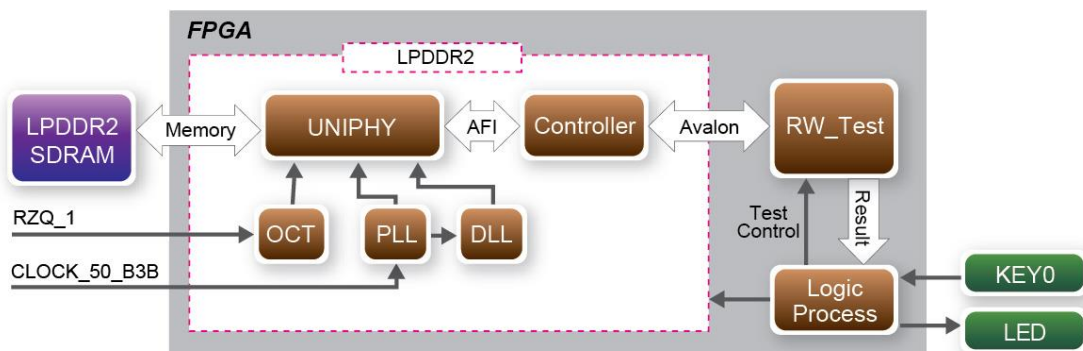 FPGA
LPDDR2
LPDDR2
SDRAM
Memory
UNIPHY
AFI
Controller
Avalon
RW_Test
RZQ_1
OCT
PLL
DLL
Test
Control
Result
CLOCK_50_B3B
Logic
Process
KEY0
LED